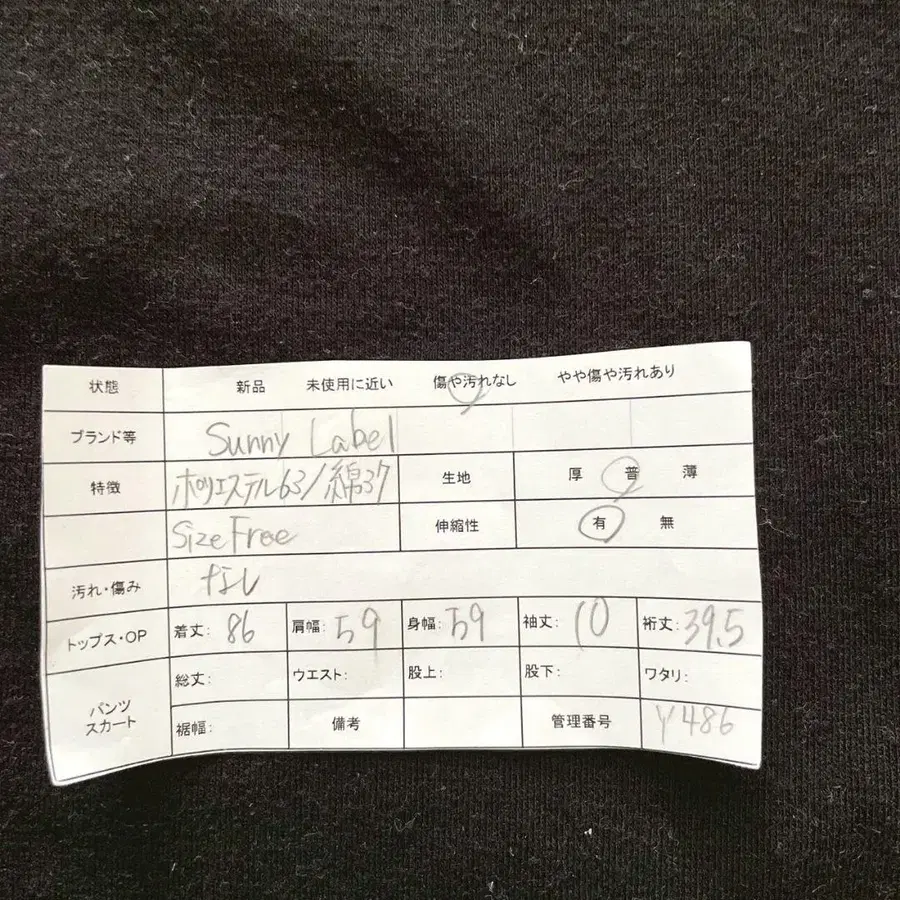 状態 新品 未使用に近い 傷や汚れなし やや傷や汚れあり
ブランド等 Sunny Label
特徴 ポリエステル63/綿37 生地 厚 普 薄
Size Free 伸縮性 有 無
汚れ・傷み なし
トップス・OP 着丈: 86 肩幅: 59 身幅: 59 袖丈: 10 裄丈: 39.5
パンツ スカート 総丈: ウエスト: 股上: 股下: ワタリ:
裾幅: 備考 管理番号 Y486